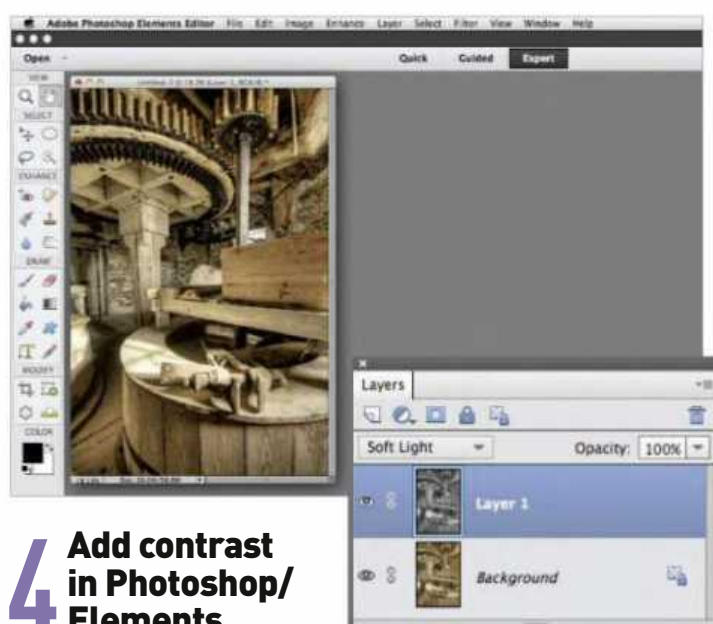 Adobe Photoshop Elements Editor File Edit Image Enhance Layer Select Filter View Window Help
Open
Quick Guided Expert
VIEW
SELECT
ENHANCE
DRAW
MODIFY
COLOR
Layers
Soft Light
Opacity: 100%
Layer 1
Background
4
Add contrast
in Photoshop/
Elements